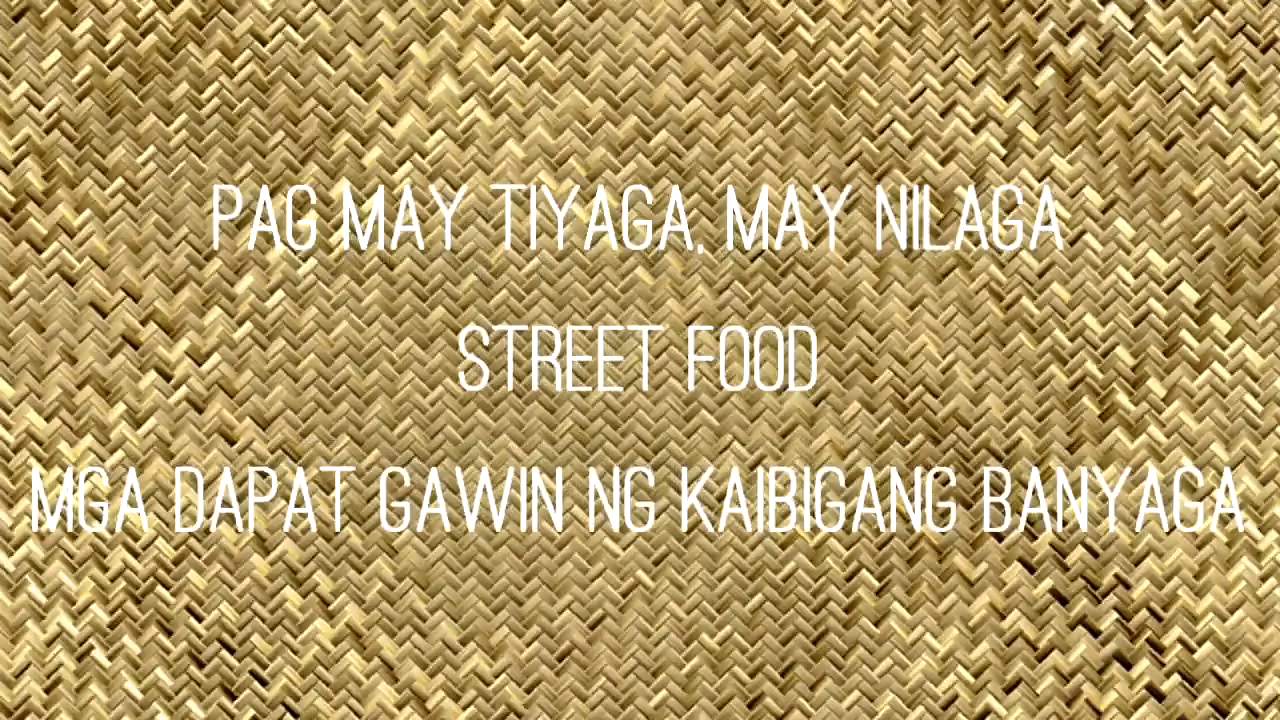 PAG MAY TIYAGA, MAY NILAGA
STREET FOOD
MGA DAPAT GAWIN NG KAIBIGANG BANYAGA